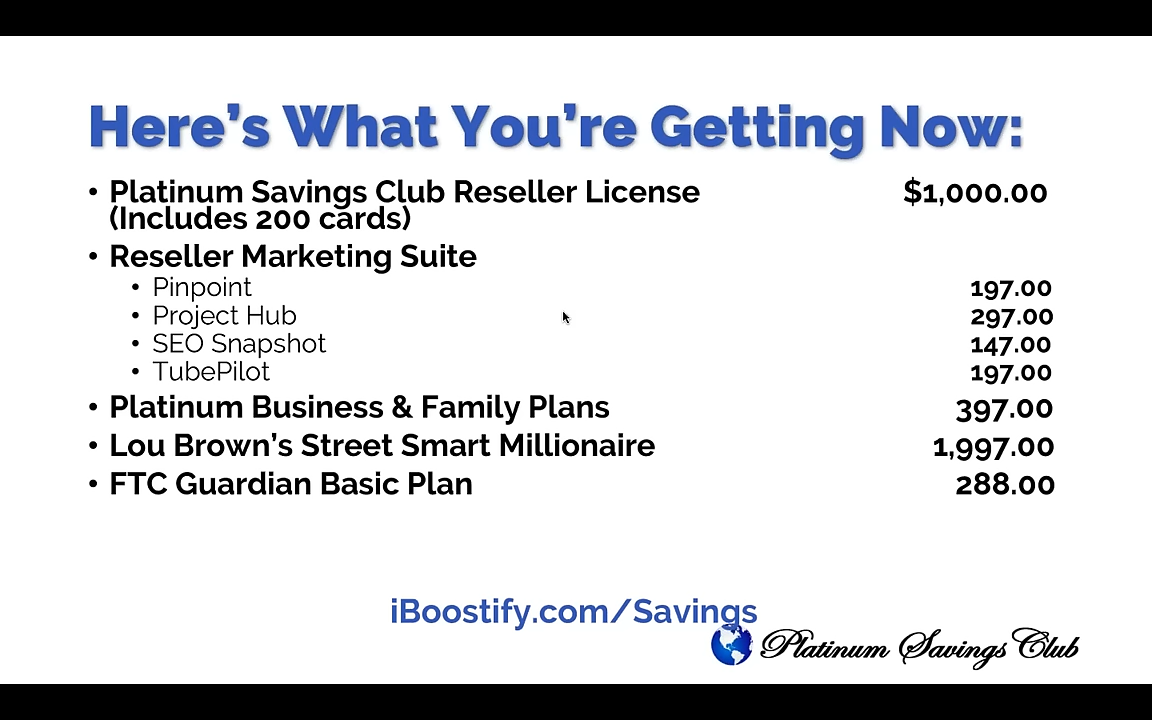 Here's What You're Getting Now:
• Platinum Savings Club Reseller License $1,000.00
(Includes 200 cards)
• Reseller Marketing Suite
• Pinpoint 197.00
• Project Hub 297.00
• SEO Snapshot 147.00
• TubePilot 197.00
• Platinum Business & Family Plans 397.00
• Lou Brown's Street Smart Millionaire 1,997.00
• FTC Guardian Basic Plan 288.00
iBoostify.com/Savings
Platinum Savings Club